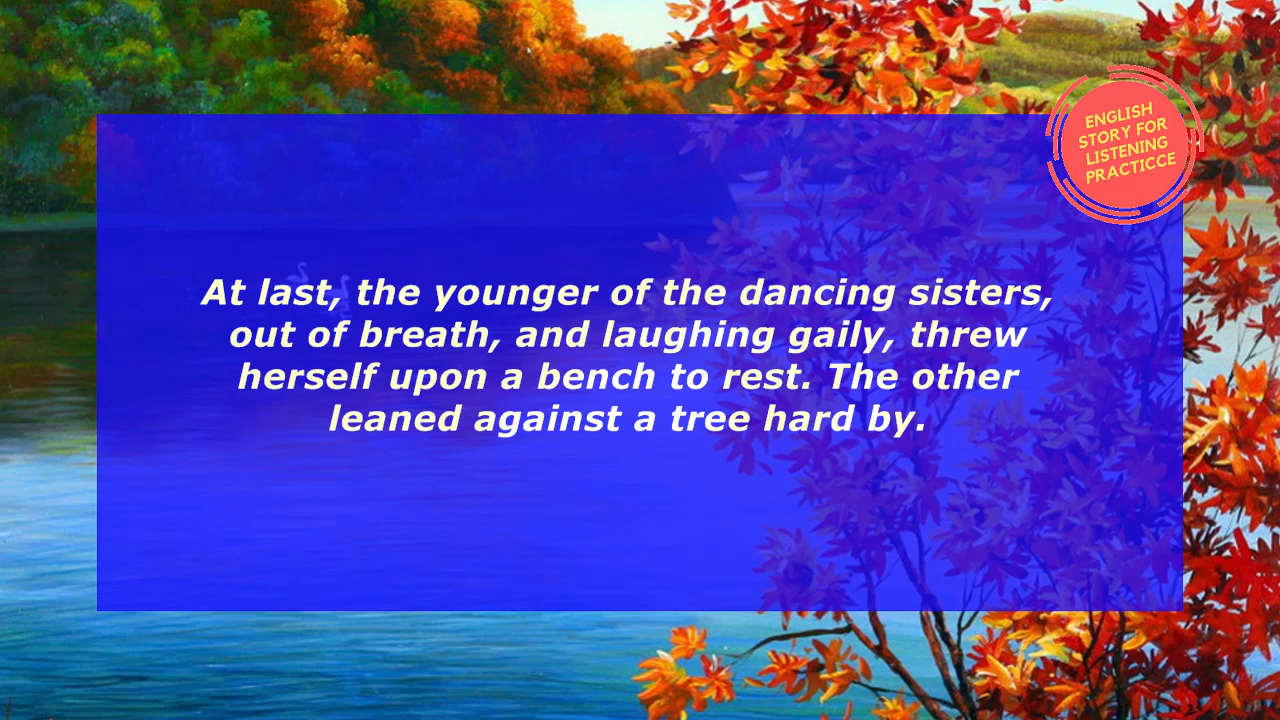 ENGLISH
STORY FOR
LISTENING
PRACTICCE
At last, the younger of the dancing sisters,
out of breath, and laughing gaily, threw
herself upon a bench to rest. The other
leaned against a tree hard by.